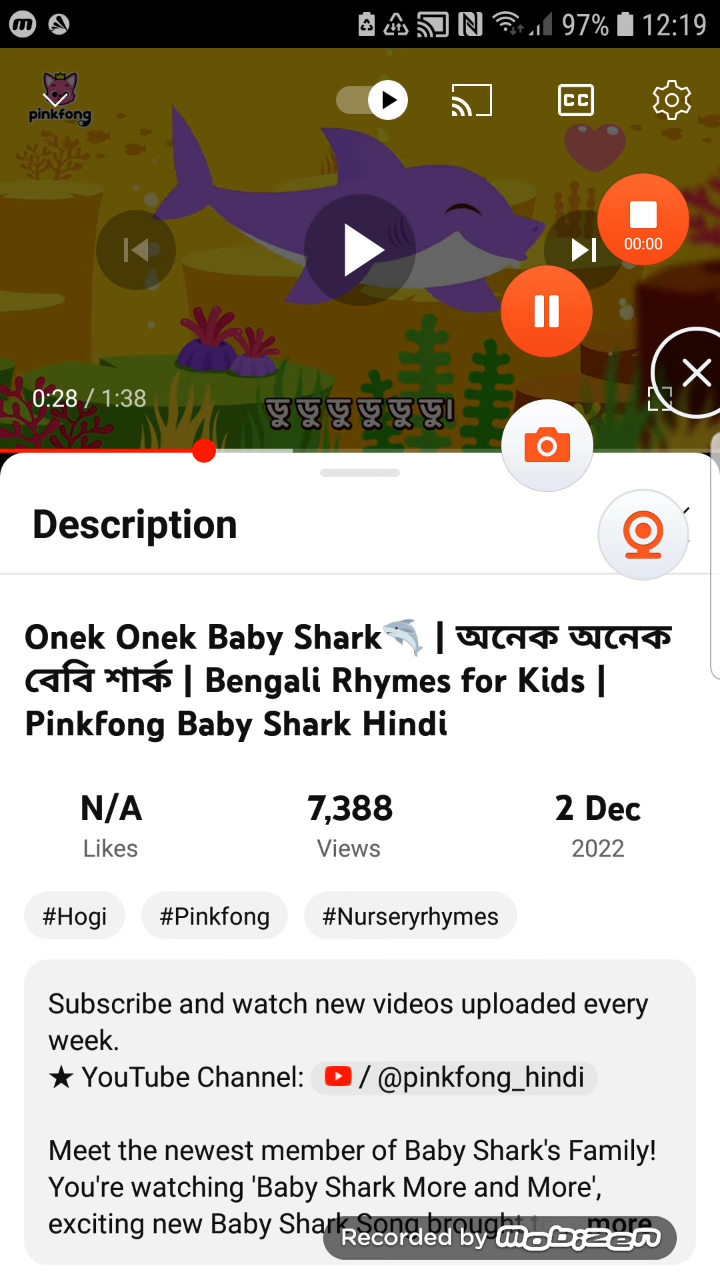 97% 12:19
pinkfong
CC
00:00
0:28 / 1:38
ডু ডু ডু ডু ডু ডু।
Description
Onek Onek Baby Shark🐬 | অনেক অনেক
বেবি শার্ক | Bengali Rhymes for Kids |
Pinkfong Baby Shark Hindi
N/A 7,388 2 Dec
Likes Views 2022
#Hogi #Pinkfong #Nurseryrhymes
Subscribe and watch new videos uploaded every
week.
★ YouTube Channel: / @pinkfong_hindi
Meet the newest member of Baby Shark's Family!
You're watching 'Baby Shark More and More',
exciting new Baby Shark Song brought t... more
Recorded by mobizen